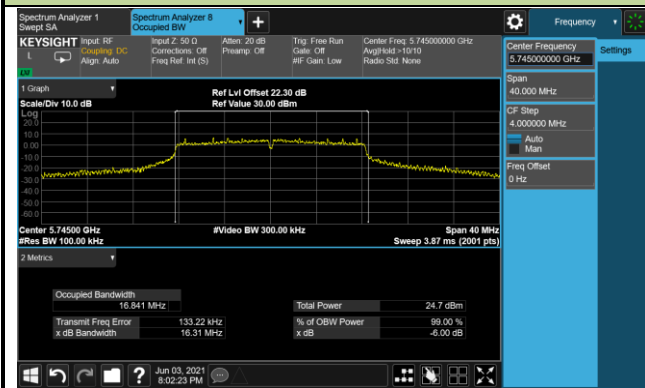 Spectrum Analyzer 1
Swept SA
Spectrum Analyzer 8
Occupied BW
Frequency
KEYSIGHT
L
Input: RF
Coupling: DC
Align: Auto
Input Z: 50 Ω
Corrections: Off
Freq Ref: Int (S)
Atten: 20 dB
Preamp: Off
Trig: Free Run
Gate: Off
#IF Gain: Low
Center Freq: 5.745000000 GHz
Avg|Hold:>10/10
Radio Std: None
Center Frequency
5.745000000 GHz
Settings
Span
40.000 MHz
CF Step
4.000000 MHz
Auto
Man
Freq Offset
0 Hz
1 Graph
Scale/Div 10.0 dB
Ref Lvl Offset 22.30 dB
Ref Value 30.00 dBm
Log
20.0
10.0
0.00
-10.0
-20.0
-30.0
-40.0
-50.0
-60.0
Center 5.74500 GHz
#Res BW 100.00 kHz
#Video BW 300.00 kHz
Span 40 MHz
Sweep 3.87 ms (2001 pts)
2 Metrics
Occupied Bandwidth
16.841 MHz
Total Power 24.7 dBm
Transmit Freq Error 133.22 kHz
% of OBW Power 99.00 %
x dB Bandwidth 16.31 MHz
x dB -6.00 dB
Jun 03, 2021
8:02:23 PM